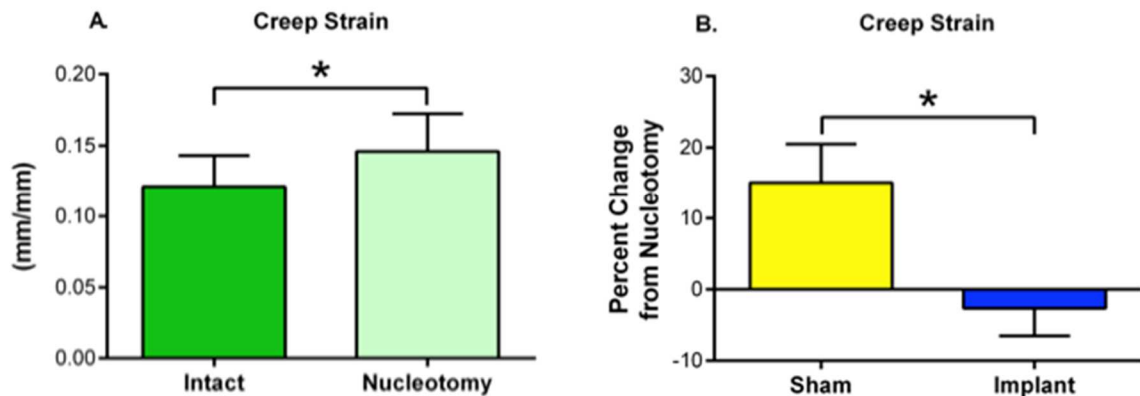 A.
Creep Strain
*
0.20
0.15
0.10
0.05
0.00
(mm/mm)
Intact
Nucleotomy
B.
Creep Strain
*
30
20
10
0
-10
Percent Change
from Nucleotomy
Sham
Implant